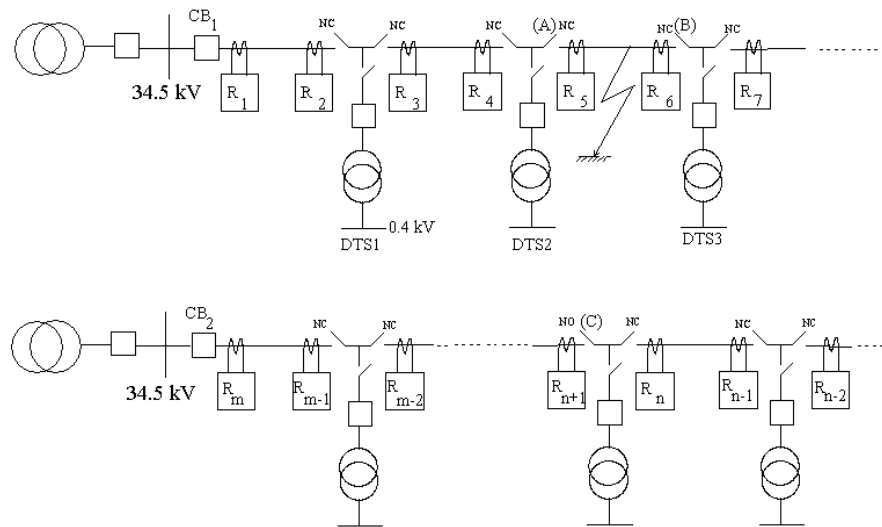 CB1
NC NC (A) NC NC (B) NC
34.5 kV
R1 R2 R3 R4 R5 R6 R7
0.4 kV
DTS1 DTS2 DTS3
CB2
NC NC NO (C) NC NC NC
34.5 kV
Rm Rm-1 Rm-2 Rn+1 Rn Rn-1 Rn-2